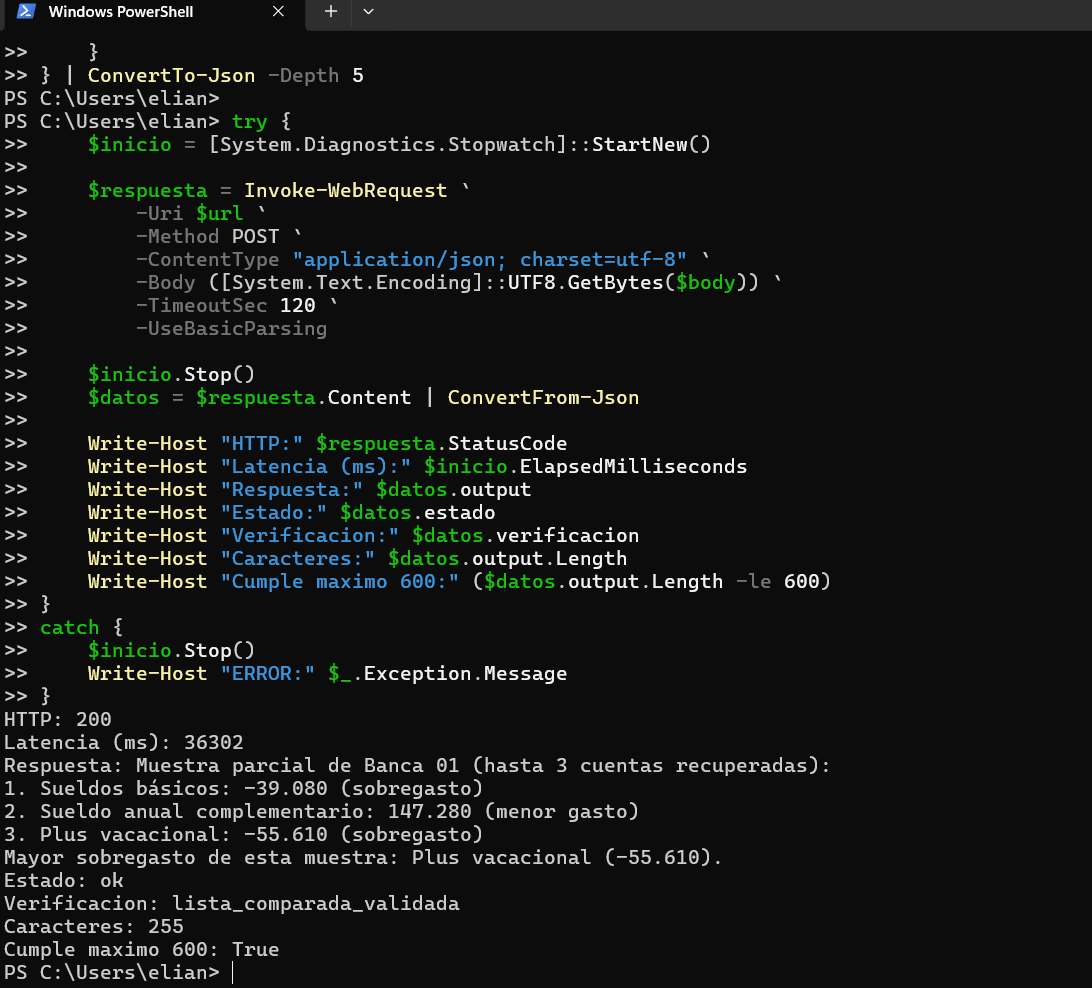 Windows PowerShell
>>     }
>> } | ConvertTo-Json -Depth 5
PS C:\Users\elian>
PS C:\Users\elian> try {
>>     $inicio = [System.Diagnostics.Stopwatch]::StartNew()
>>
>>     $respuesta = Invoke-WebRequest `
>>         -Uri $url `
>>         -Method POST `
>>         -ContentType "application/json; charset=utf-8" `
>>         -Body ([System.Text.Encoding]::UTF8.GetBytes($body)) `
>>         -TimeoutSec 120 `
>>         -UseBasicParsing
>>
>>     $inicio.Stop()
>>     $datos = $respuesta.Content | ConvertFrom-Json
>>
>>     Write-Host "HTTP:" $respuesta.StatusCode
>>     Write-Host "Latencia (ms):" $inicio.ElapsedMilliseconds
>>     Write-Host "Respuesta:" $datos.output
>>     Write-Host "Estado:" $datos.estado
>>     Write-Host "Verificacion:" $datos.verificacion
>>     Write-Host "Caracteres:" $datos.output.Length
>>     Write-Host "Cumple maximo 600:" ($datos.output.Length -le 600)
>> }
>> catch {
>>     $inicio.Stop()
>>     Write-Host "ERROR:" $_.Exception.Message
>> }
HTTP: 200
Latencia (ms): 36302
Respuesta: Muestra parcial de Banca 01 (hasta 3 cuentas recuperadas):
1. Sueldos básicos: -39.080 (sobregasto)
2. Sueldo anual complementario: 147.280 (menor gasto)
3. Plus vacacional: -55.610 (sobregasto)
Mayor sobregasto de esta muestra: Plus vacacional (-55.610).
Estado: ok
Verificacion: lista_comparada_validada
Caracteres: 255
Cumple maximo 600: True
PS C:\Users\elian>